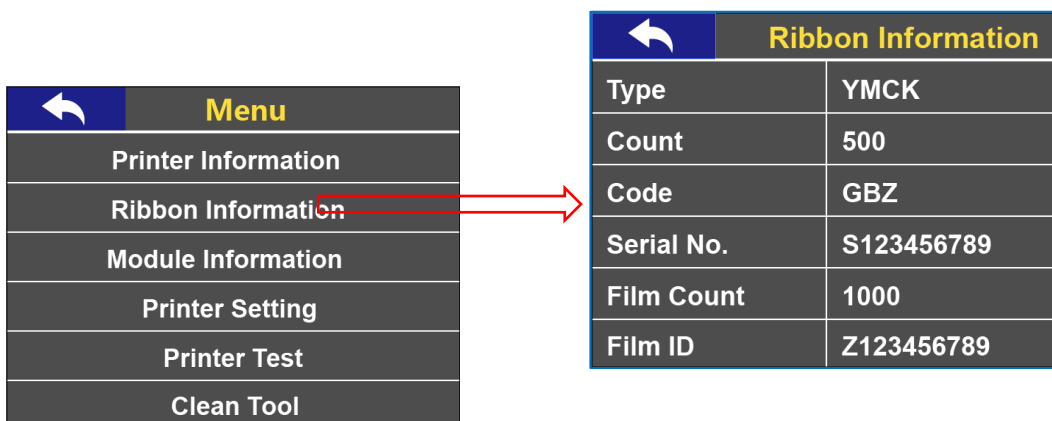 Menu
Printer Information
Ribbon Information
Module Information
Printer Setting
Printer Test
Clean Tool
Ribbon Information
Type YMCK
Count 500
Code GBZ
Serial No. S123456789
Film Count 1000
Film ID Z123456789